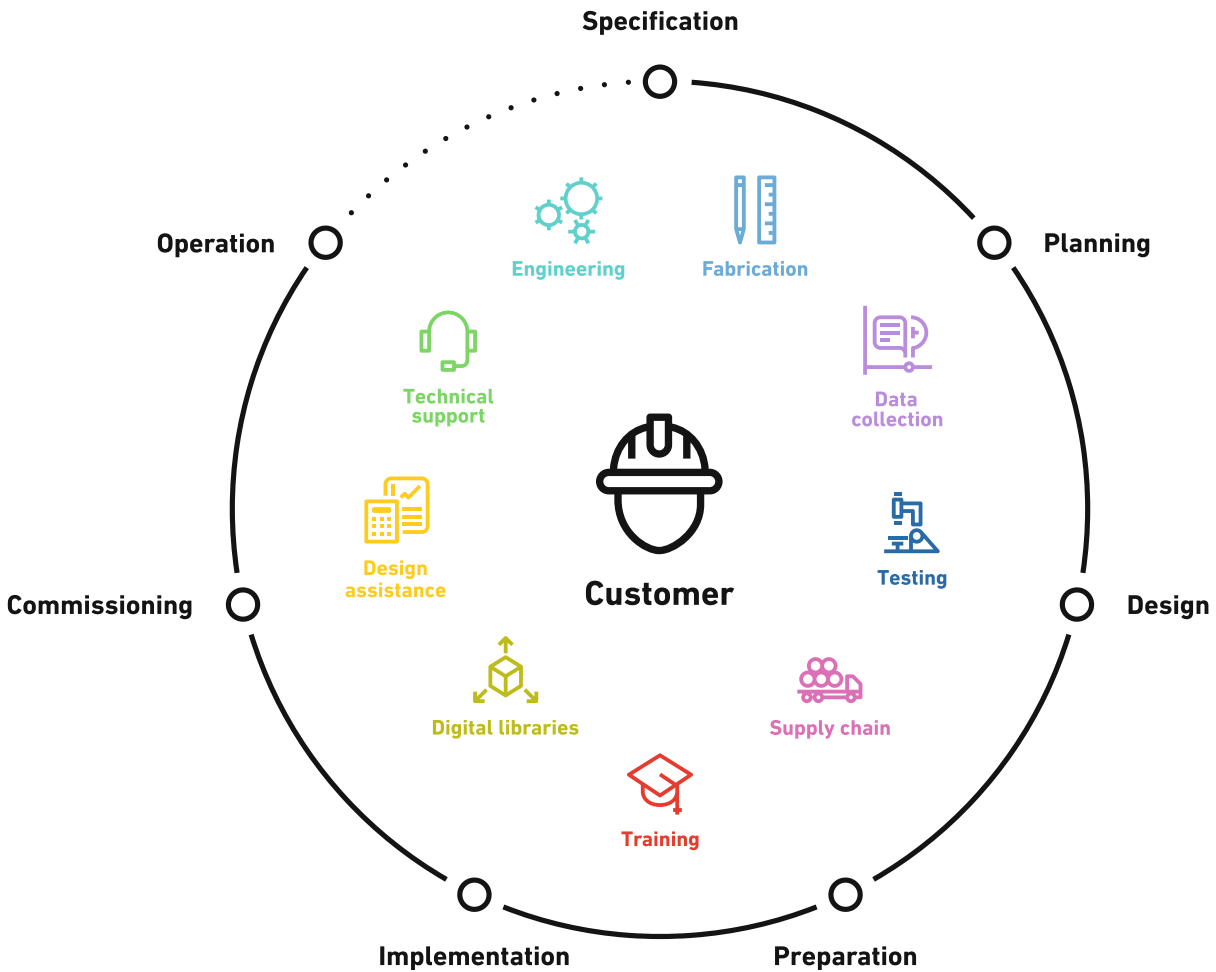 Specification
Operation
Planning
Engineering
Fabrication
Technical
support
Data
collection
Design
assistance
Testing
Customer
Commissioning
Design
Digital libraries
Supply chain
Training
Implementation
Preparation